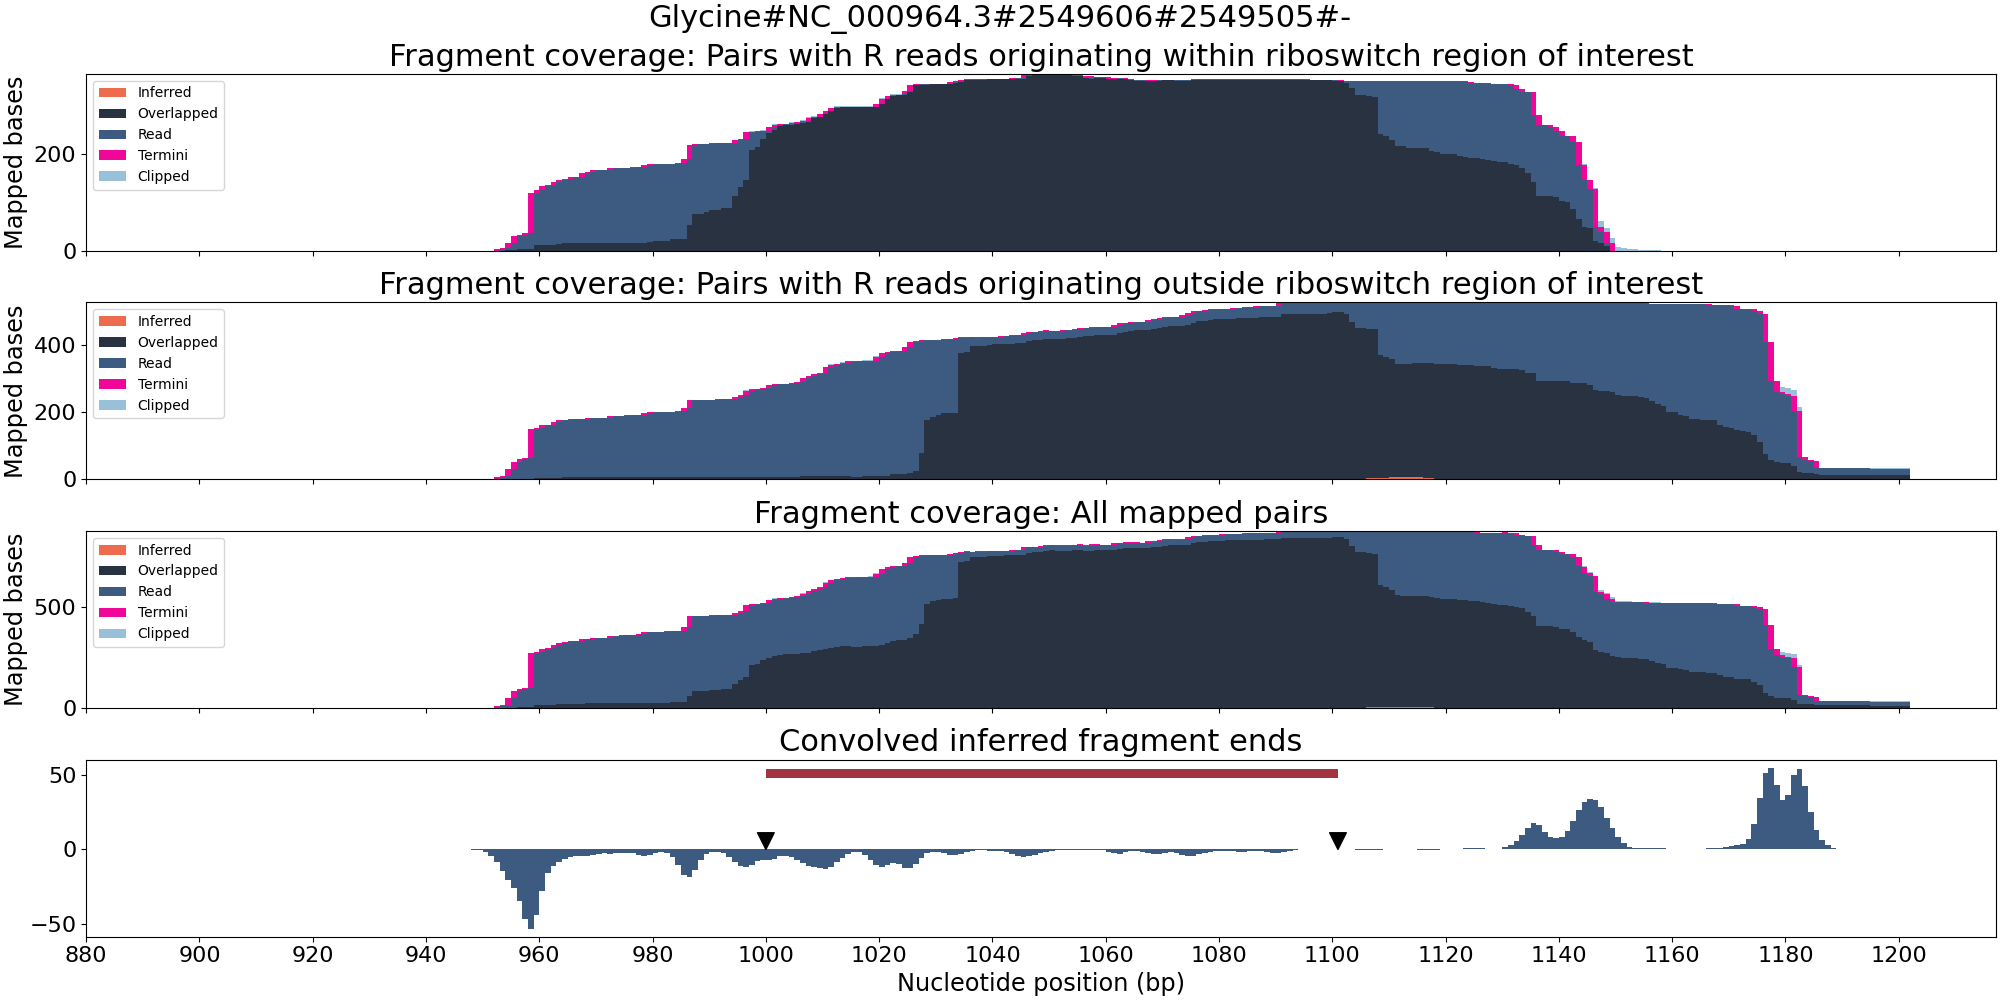 Glycine#NC_000964.3#2549606#2549505#-
Fragment coverage: Pairs with R reads originating within riboswitch region of interest
Mapped bases
200
0
Inferred
Overlapped
Read
Termini
Clipped
Fragment coverage: Pairs with R reads originating outside riboswitch region of interest
Mapped bases
400
200
0
Inferred
Overlapped
Read
Termini
Clipped
Fragment coverage: All mapped pairs
Mapped bases
500
0
Inferred
Overlapped
Read
Termini
Clipped
Convolved inferred fragment ends
50
0
−50
880 900 920 940 960 980 1000 1020 1040 1060 1080 1100 1120 1140 1160 1180 1200
Nucleotide position (bp)